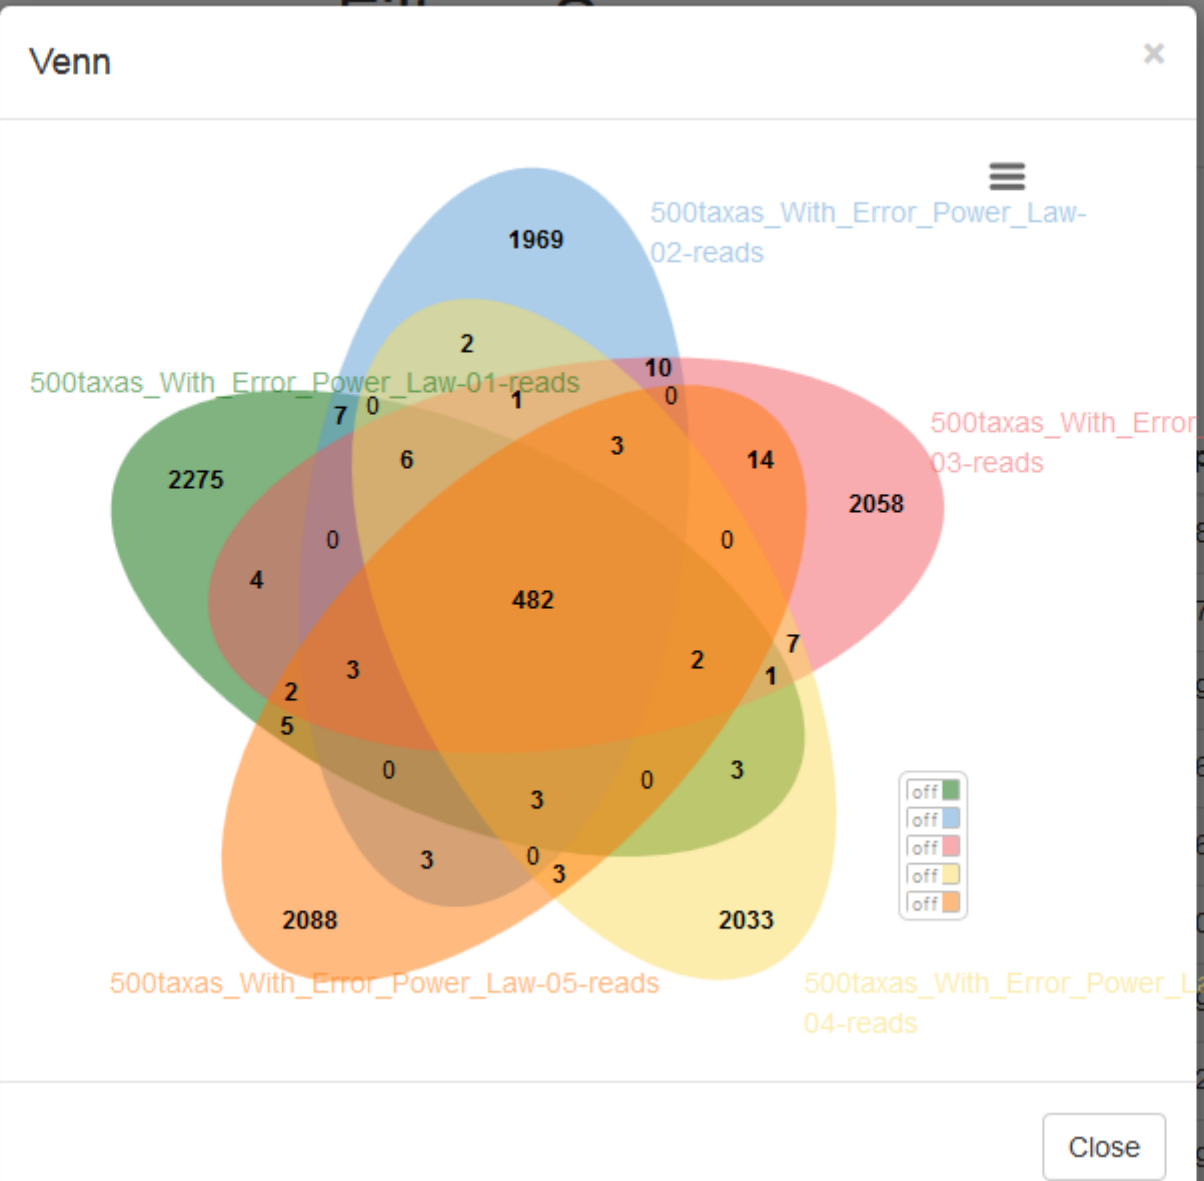 Venn
×
500taxas_With_Error_Power_Law-
02-reads
1969
2
500taxas_With_Error_Power_Law-01-reads
10
0
1
7
0
500taxas_With_Error
03-reads
3
6
14
2275
2058
0
0
4
482
7
2
1
3
2
5
0
3
0
3
off
off
off
off
off
3
0
3
2088
2033
500taxas_With_Error_Power_Law-05-reads
500taxas_With_Error_Power_La
04-reads
Close